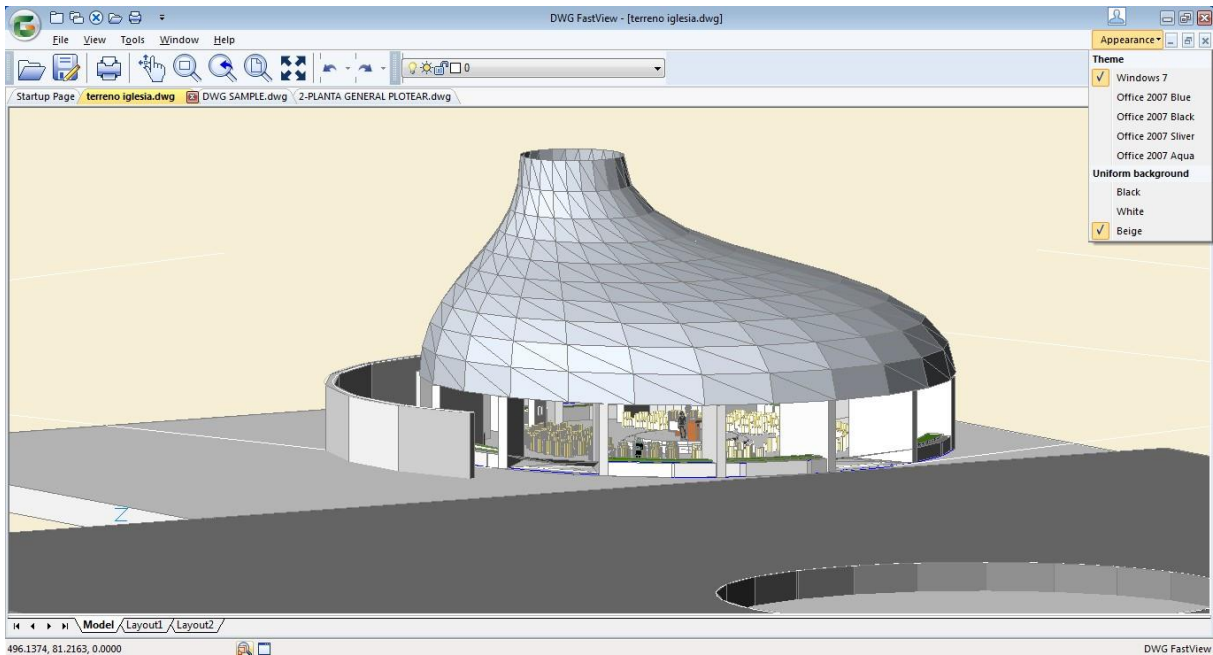 DWG FastView - [terreno iglesia.dwg]
File View Tools Window Help
Appearance
0
Startup Page terreno iglesia.dwg DWG SAMPLE.dwg 2-PLANTA GENERAL PLOTEAR.dwg
Theme
Windows 7
Office 2007 Blue
Office 2007 Black
Office 2007 Sliver
Office 2007 Aqua
Uniform background
Black
White
Beige
Z
Model Layout1 Layout2
496.1374, 81.2163, 0.0000
DWG FastView